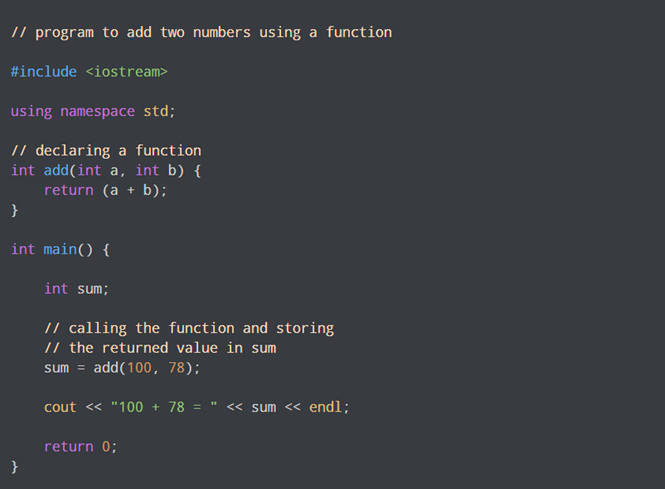 // program to add two numbers using a function
#include <iostream>
using namespace std;
// declaring a function
int add(int a, int b) {
    return (a + b);
}
int main() {
    int sum;
    // calling the function and storing
    // the returned value in sum
    sum = add(100, 78);
    cout << "100 + 78 = " << sum << endl;
    return 0;
}